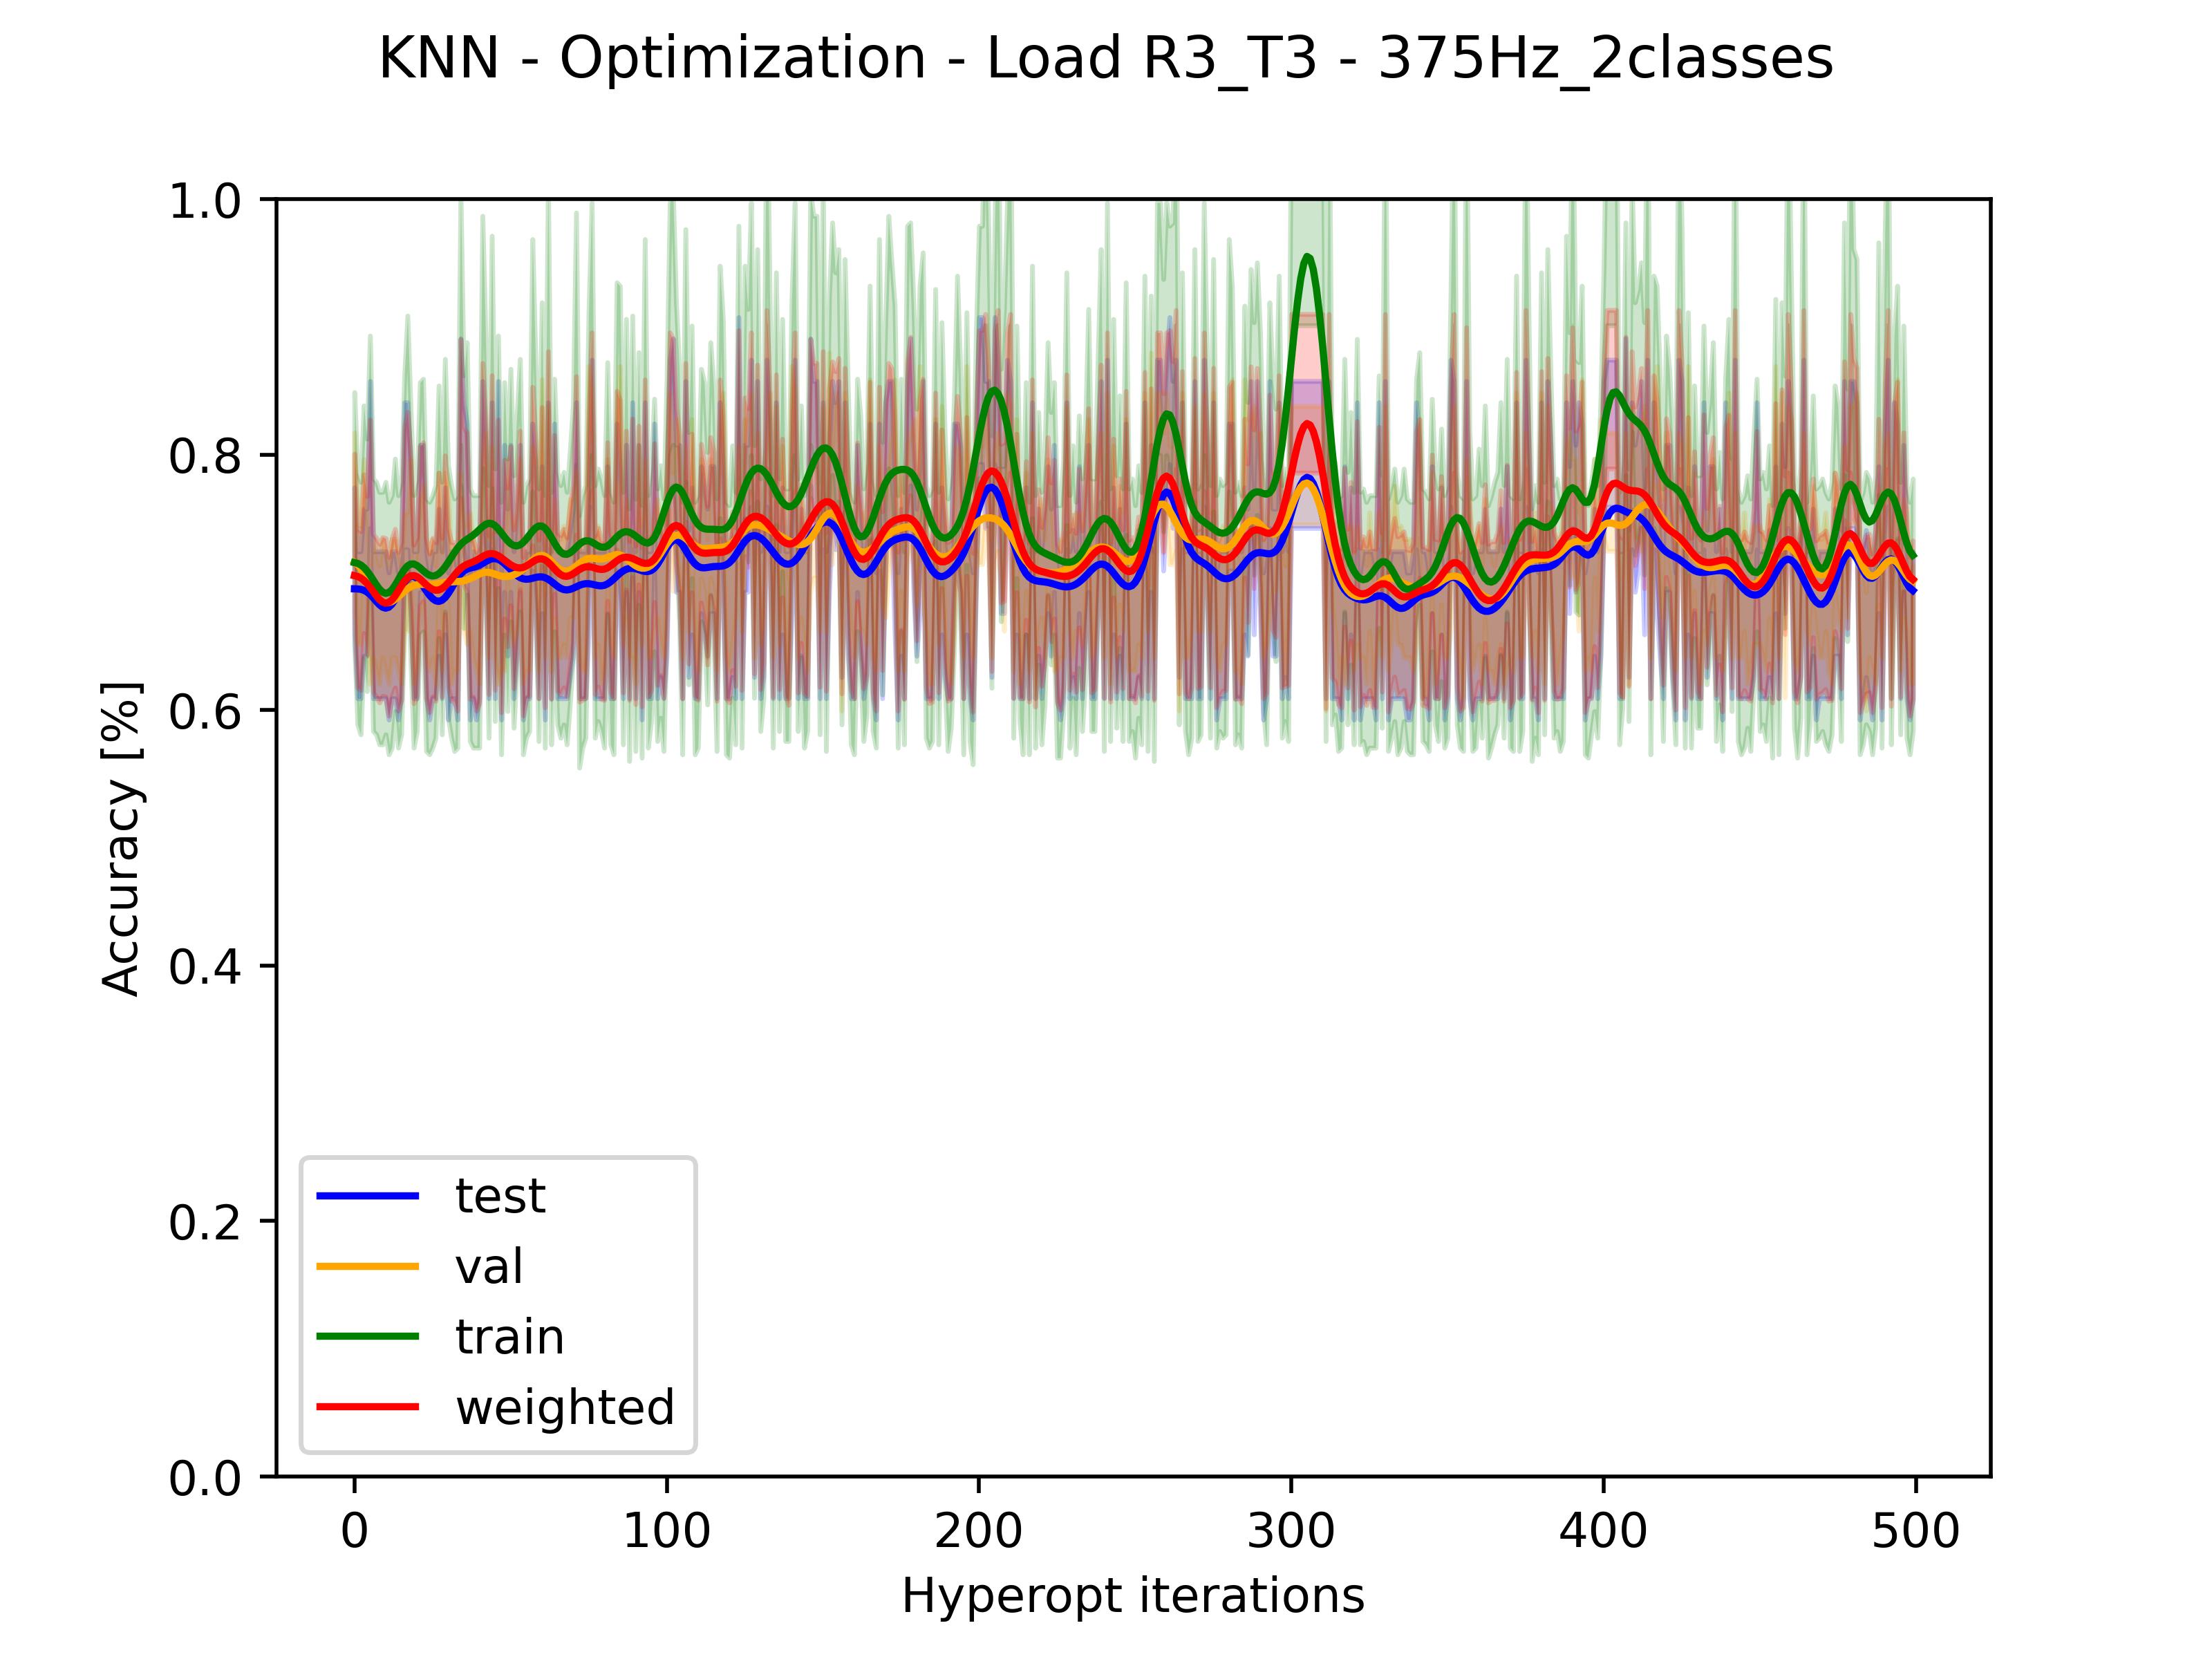 KNN - Optimization - Load R3_T3 - 375Hz_2classes
1.0
0.8
0.6
0.4
0.2
0.0
Accuracy [%]
test
val
train
weighted
0 100 200 300 400 500
Hyperopt iterations